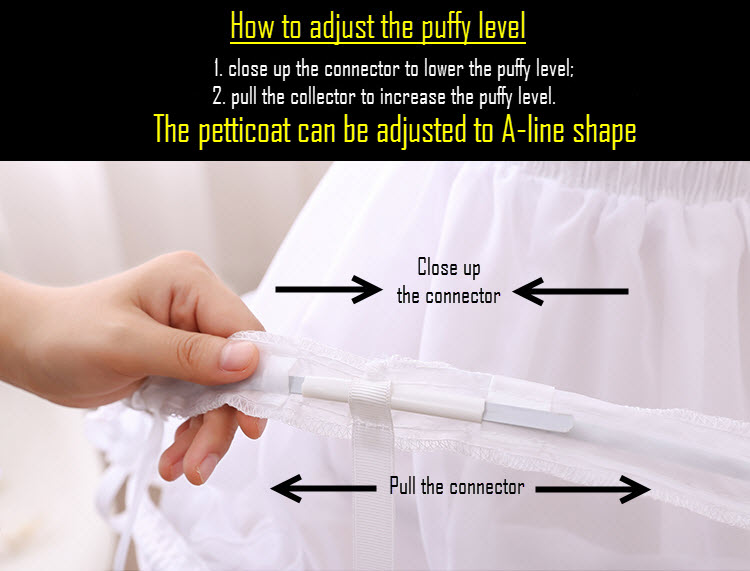 How to adjust the puffy level
1. close up the connector to lower the puffy level;
2. pull the collector to increase the puffy level.
The petticoat can be adjusted to A-line shape
Close up
the connector
Pull the connector